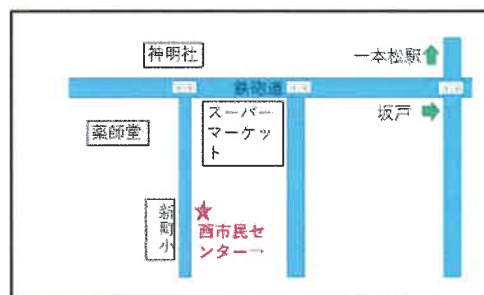 神明社
一本松駅
鉄砲道
坂戸
薬師堂
スーパー
マーケッ
ト
新町小
西市民セ
ンター→